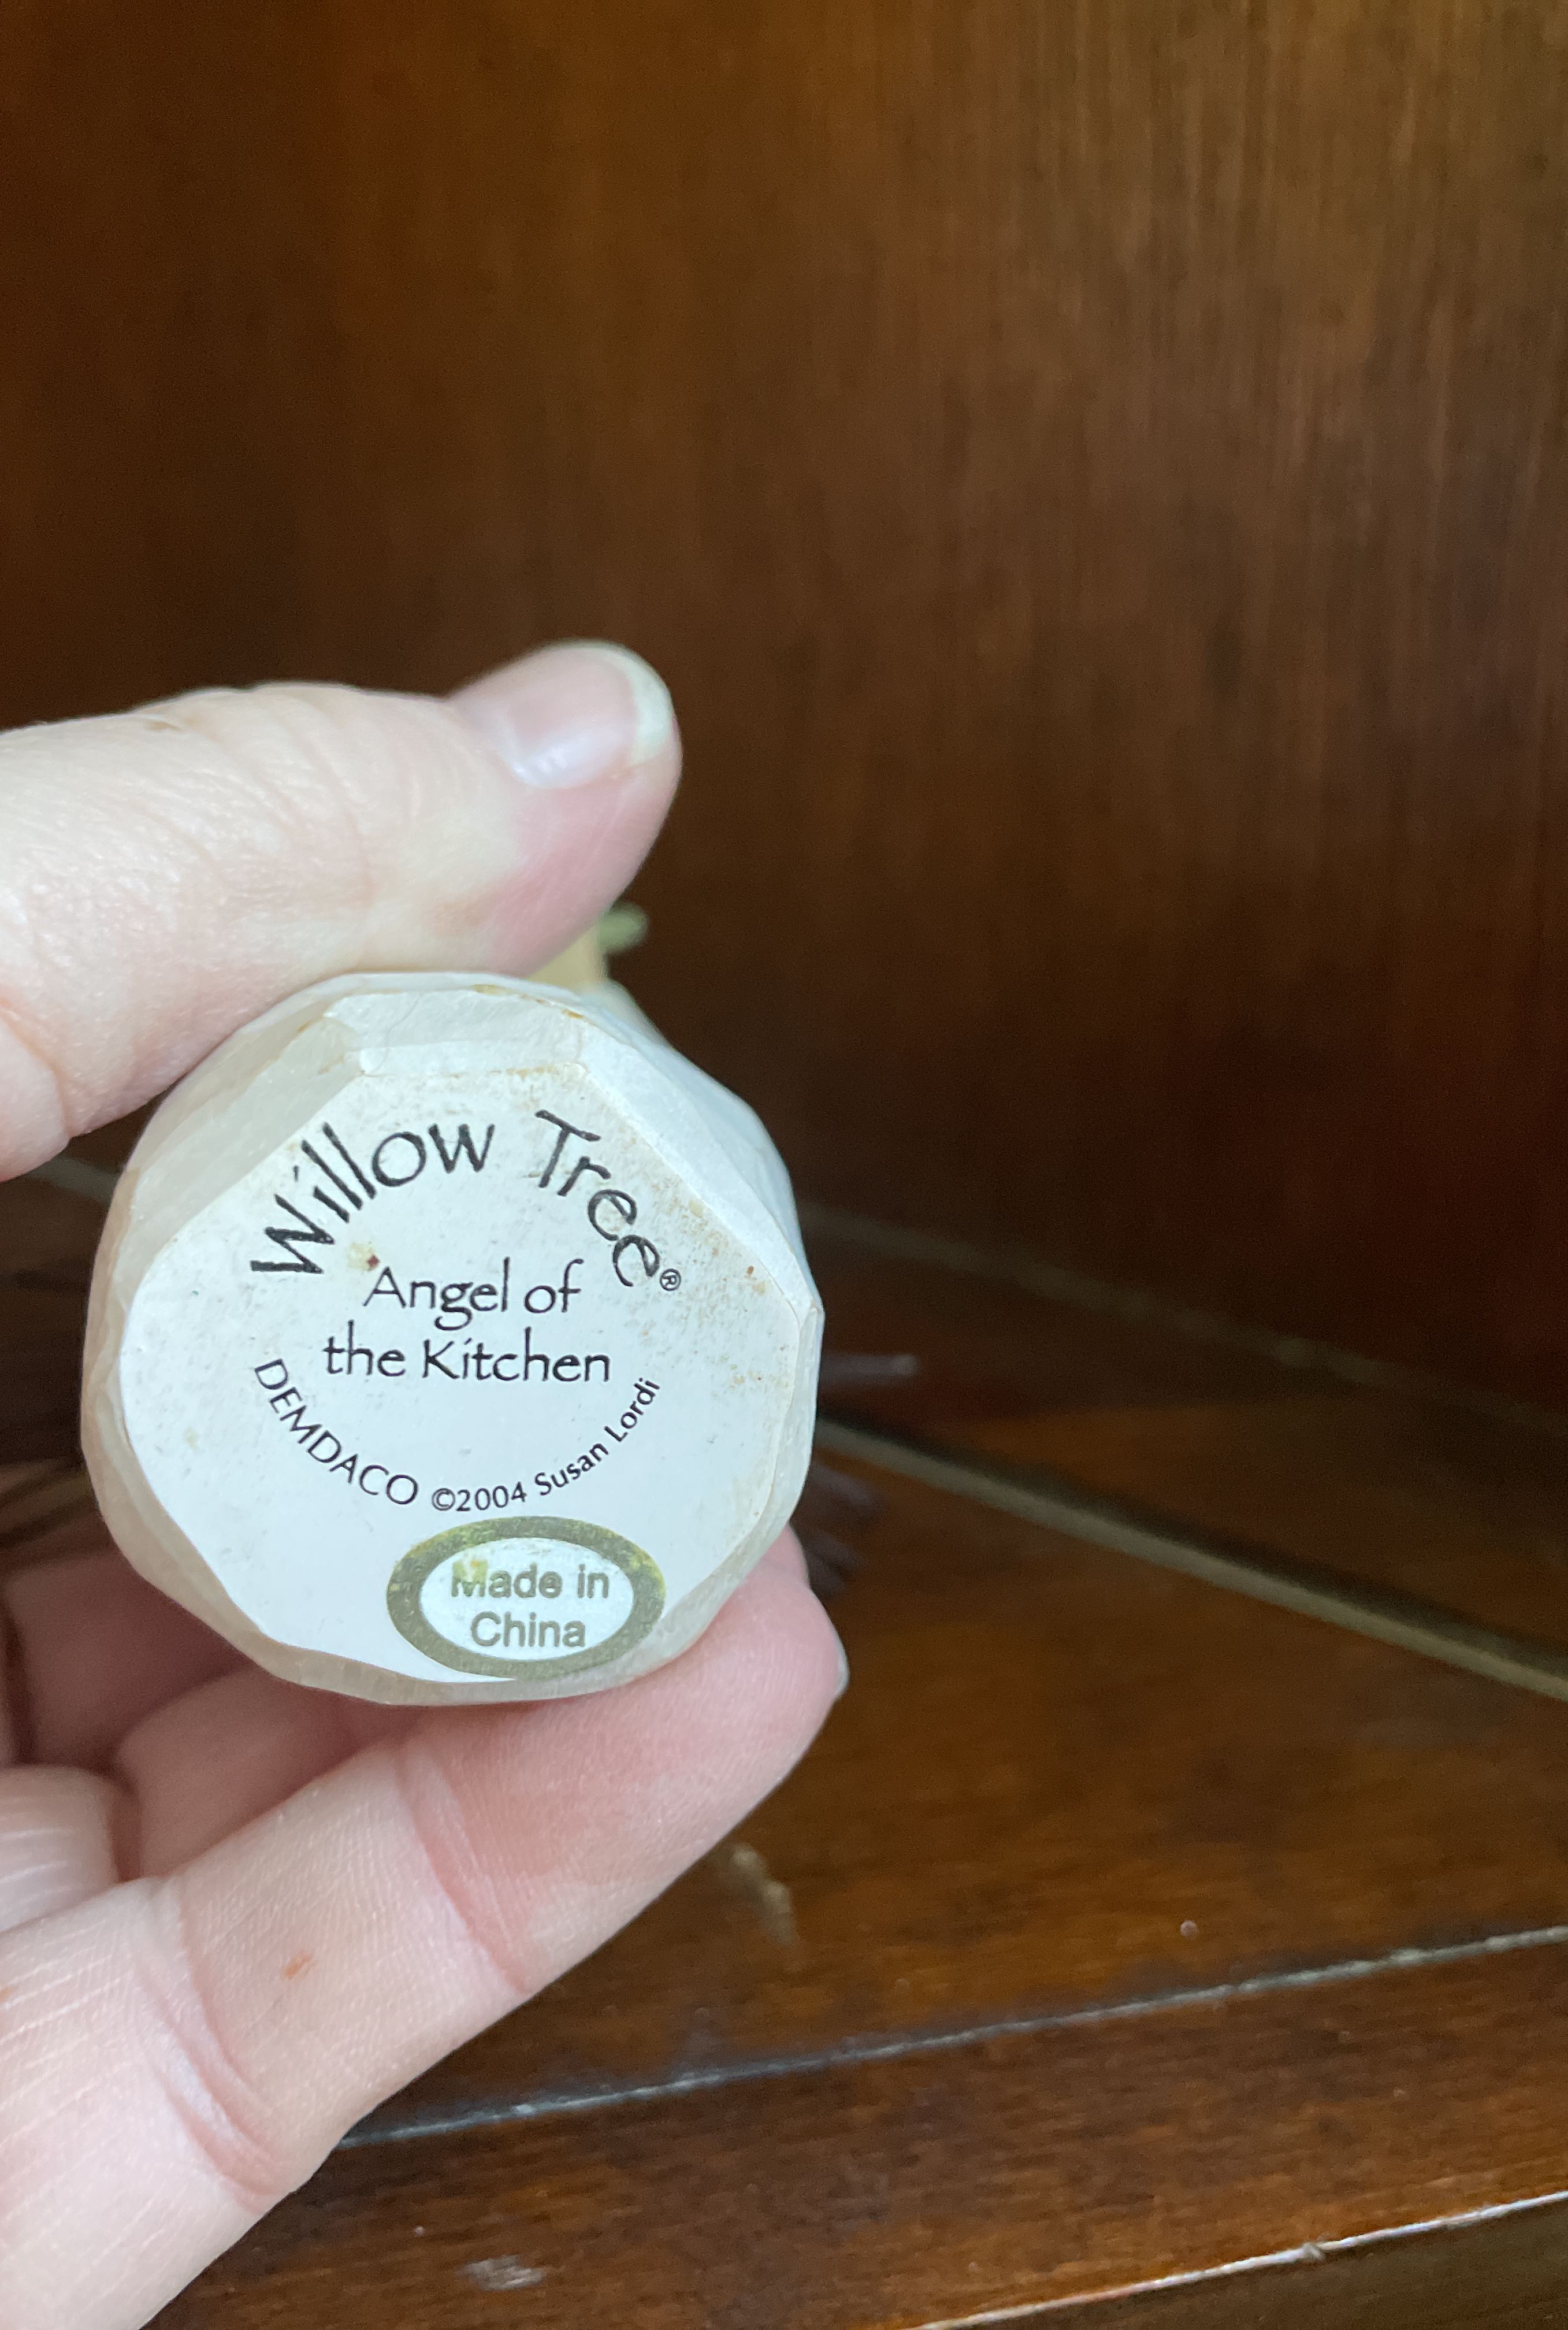 Willow Tree®
Angel of
the Kitchen
DEMDACO ©2004 Susan Lordi
Made in
China